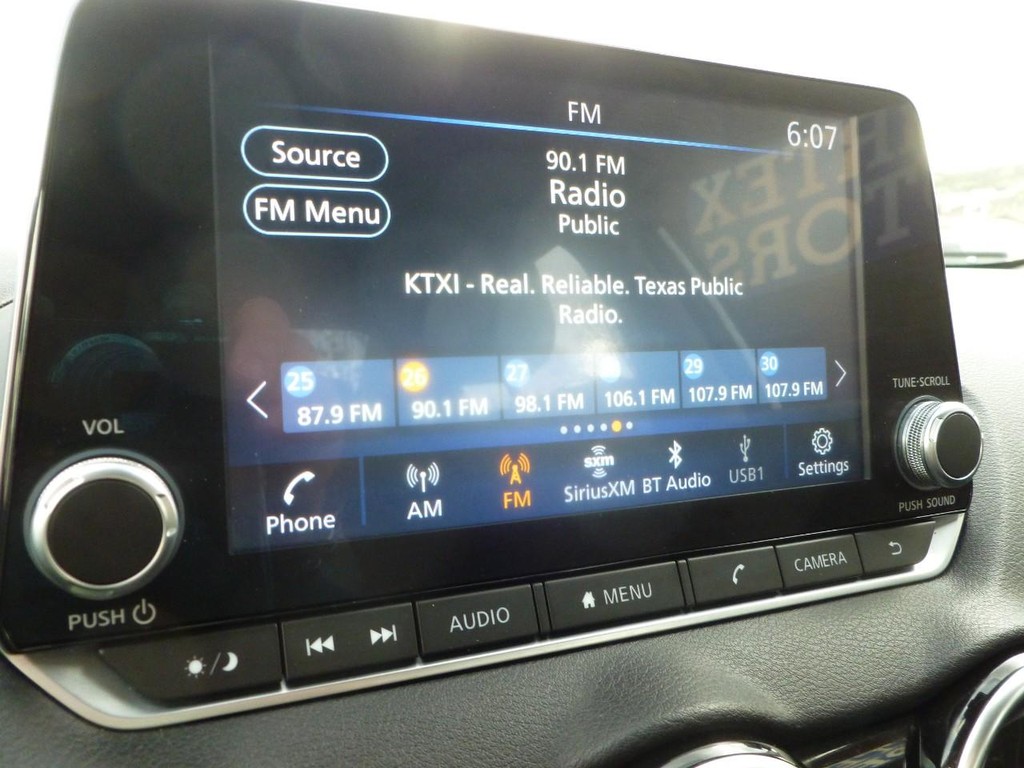 FM
6:07
Source
FM Menu
90.1 FM
Radio
Public
KTXI - Real. Reliable. Texas Public
Radio.
25 26 27 29 30
87.9 FM 90.1 FM 98.1 FM 106.1 FM 107.9 FM 107.9 FM
Phone AM FM SiriusXM BT Audio USB1 Settings
sxm
VOL
PUSH
TUNE-SCROLL
PUSH SOUND
AUDIO
MENU
CAMERA